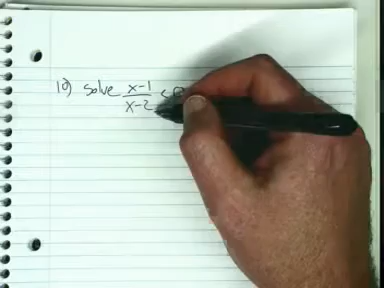 10) solve x-1/x-2 <